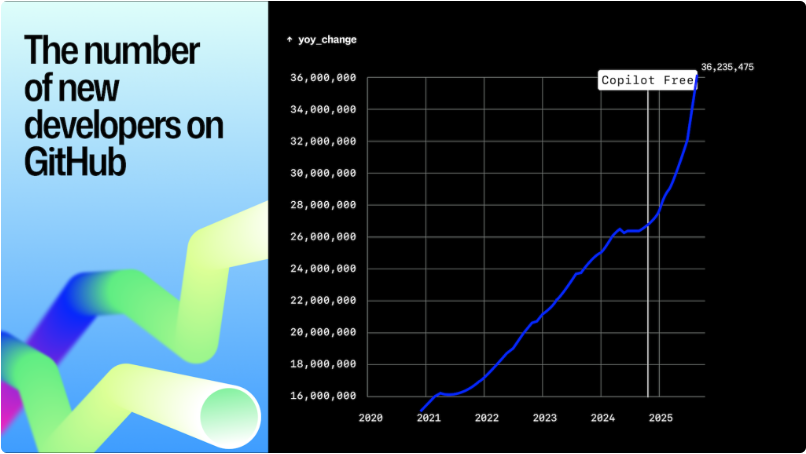 The number
of new
developers on
GitHub
↑ yoy_change
36,235,475
Copilot Free
36,000,000
34,000,000
32,000,000
30,000,000
28,000,000
26,000,000
24,000,000
22,000,000
20,000,000
18,000,000
16,000,000
2020 2021 2022 2023 2024 2025